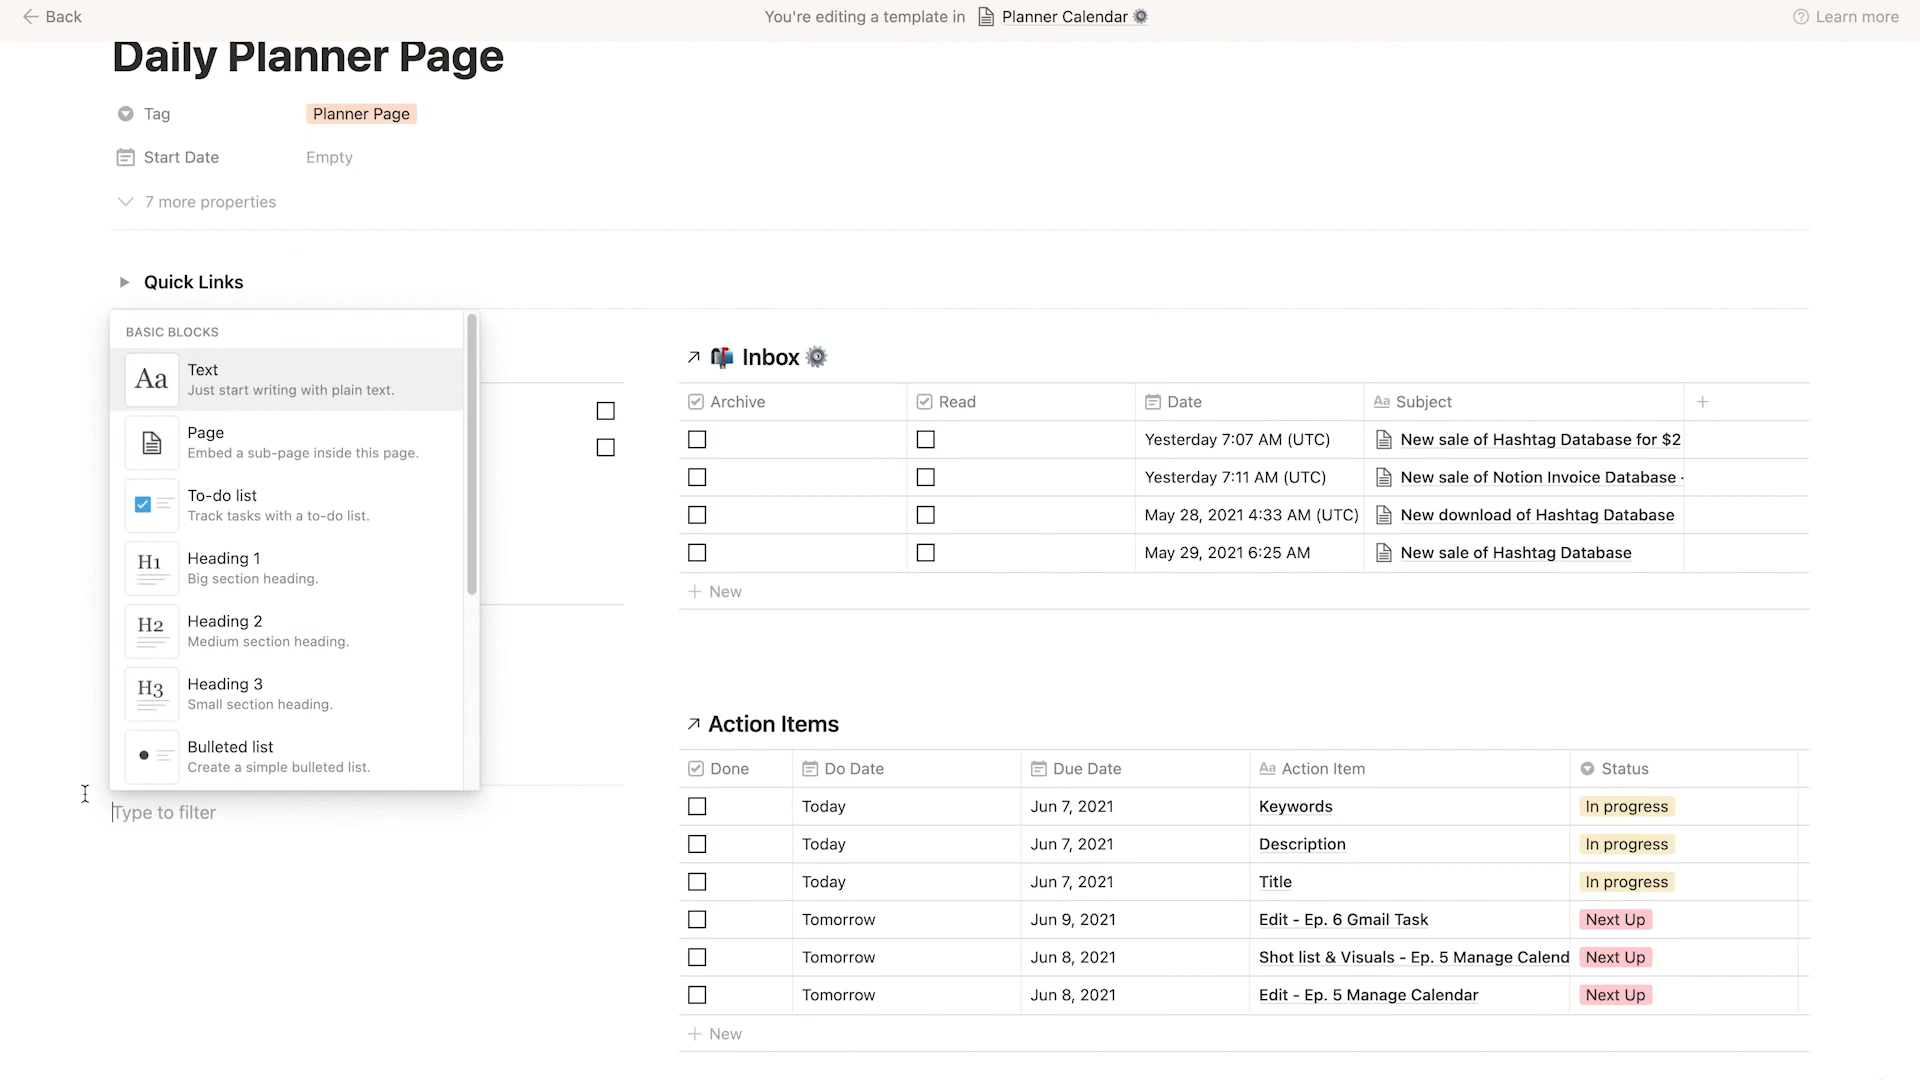 Back
You're editing a template in Planner Calendar
Learn more
Daily Planner Page
Tag Planner Page
Start Date Empty
7 more properties
Quick Links
BASIC BLOCKS
Aa Text
Just start writing with plain text.
Page
Embed a sub-page inside this page.
To-do list
Track tasks with a to-do list.
H1 Heading 1
Big section heading.
H2 Heading 2
Medium section heading.
H3 Heading 3
Small section heading.
Bulleted list
Create a simple bulleted list.
Type to filter
Inbox
Archive Read Date Aa Subject +
Yesterday 7:07 AM (UTC) New sale of Hashtag Database for $2
Yesterday 7:11 AM (UTC) New sale of Notion Invoice Database
May 28, 2021 4:33 AM (UTC) New download of Hashtag Database
May 29, 2021 6:25 AM New sale of Hashtag Database
+ New
Action Items
Done Do Date Due Date Aa Action Item Status
Today Jun 7, 2021 Keywords In progress
Today Jun 7, 2021 Description In progress
Today Jun 7, 2021 Title In progress
Tomorrow Jun 9, 2021 Edit - Ep. 6 Gmail Task Next Up
Tomorrow Jun 8, 2021 Shot list & Visuals - Ep. 5 Manage Calend Next Up
Tomorrow Jun 8, 2021 Edit - Ep. 5 Manage Calendar Next Up
+ New